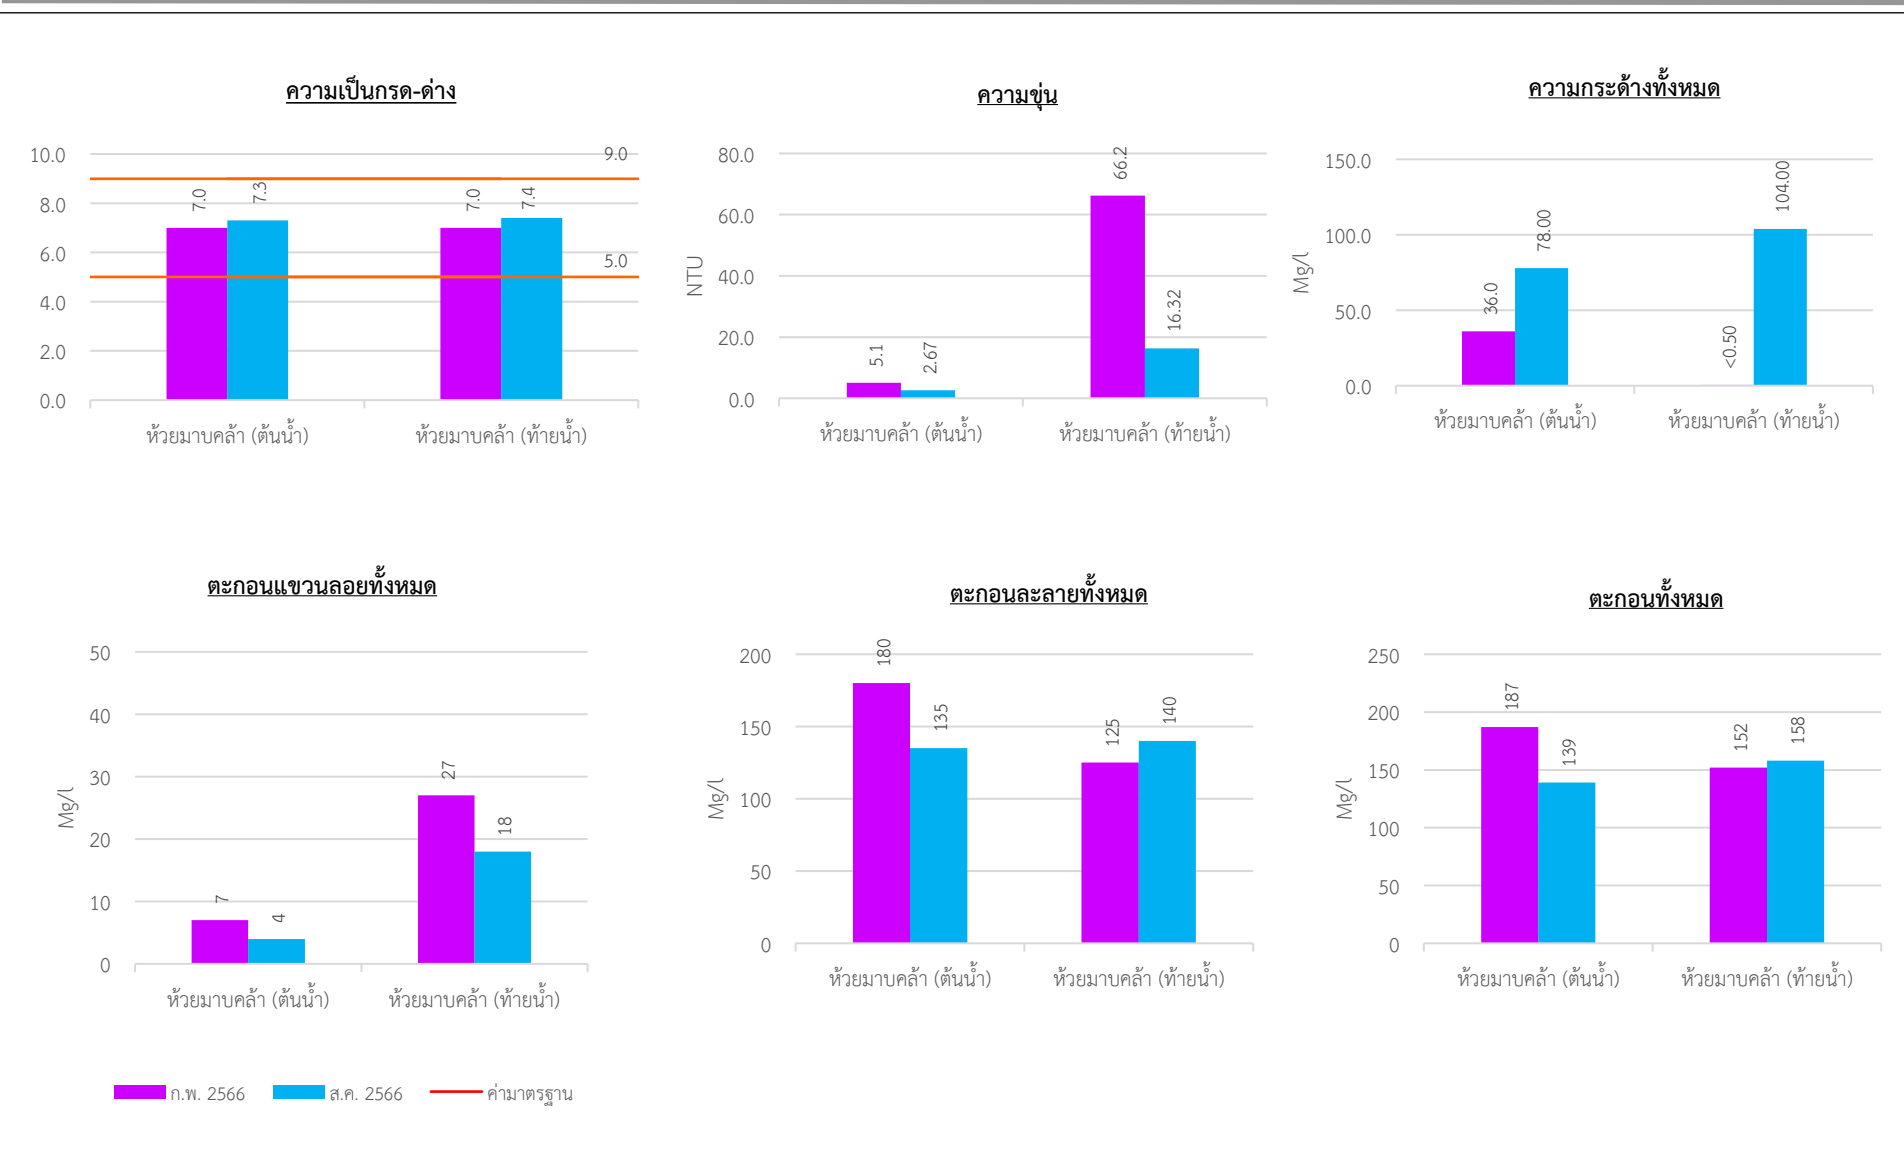 ความเป็นกรด-ด่าง
10.0
8.0
6.0
4.0
2.0
0.0
9.0
5.0
7.0
7.3
7.0
7.4
ห้วยมาบคล้า (ต้นน้ำ)
ห้วยมาบคล้า (ท้ายน้ำ)
ความขุ่น
NTU
80.0
60.0
40.0
20.0
0.0
5.1
2.67
66.2
16.32
ห้วยมาบคล้า (ต้นน้ำ)
ห้วยมาบคล้า (ท้ายน้ำ)
ความกระด้างทั้งหมด
Mg/l
150.0
100.0
50.0
0.0
36.0
78.00
<0.50
104.00
ห้วยมาบคล้า (ต้นน้ำ)
ห้วยมาบคล้า (ท้ายน้ำ)
ตะกอนแขวนลอยทั้งหมด
Mg/l
50
40
30
20
10
0
7
4
27
18
ห้วยมาบคล้า (ต้นน้ำ)
ห้วยมาบคล้า (ท้ายน้ำ)
ตะกอนละลายทั้งหมด
Mg/l
200
150
100
50
0
180
135
125
140
ห้วยมาบคล้า (ต้นน้ำ)
ห้วยมาบคล้า (ท้ายน้ำ)
ตะกอนทั้งหมด
Mg/l
250
200
150
100
50
0
187
139
152
158
ห้วยมาบคล้า (ต้นน้ำ)
ห้วยมาบคล้า (ท้ายน้ำ)
ก.พ. 2566
ส.ค. 2566
ค่ามาตรฐาน